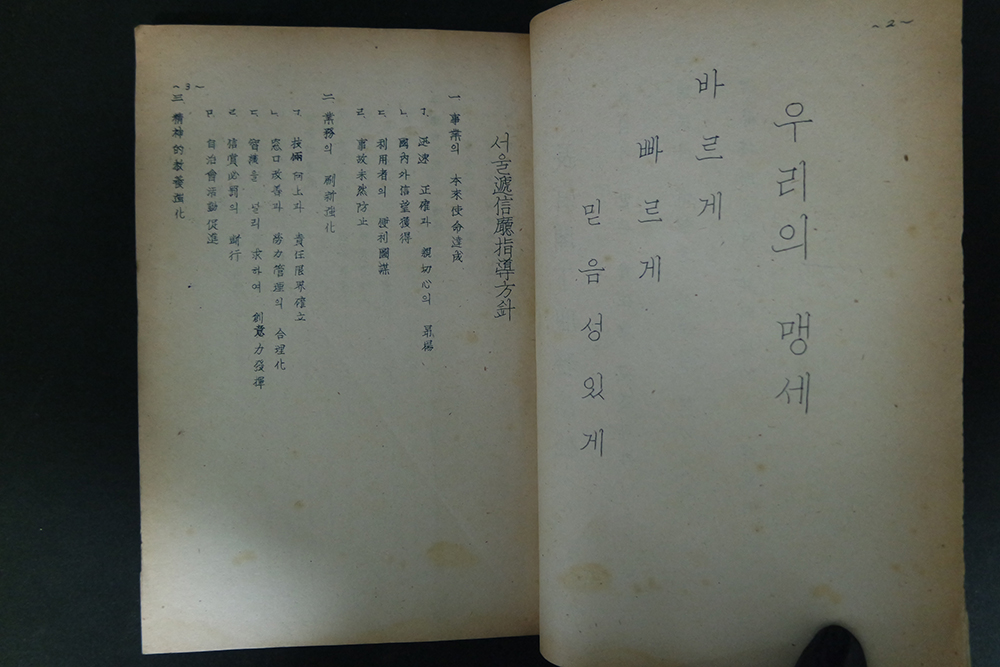 ~2~
우리의 맹세
바르게
빠르게
믿음성있게
서울遞信廳指導方針
一 事業의 本來使命達成
ㄱ. 迅速 正確과 親切心의 昂揚
ㄴ. 國內外信望獲得
ㄷ. 利用者의 便利圖謀
ㄹ. 事故未然防止
二 業務의 刷新强化
ㄱ. 技倆向上과 責任限界確立
ㄴ. 窓口改善과 勞力管理의 合理化
ㄷ. 智慧를 널리 求하여 創意力發揮
ㄹ. 信賞必罰의 勵行
ㅁ. 自治會活動促進
三 精神的敎養强化
~3~